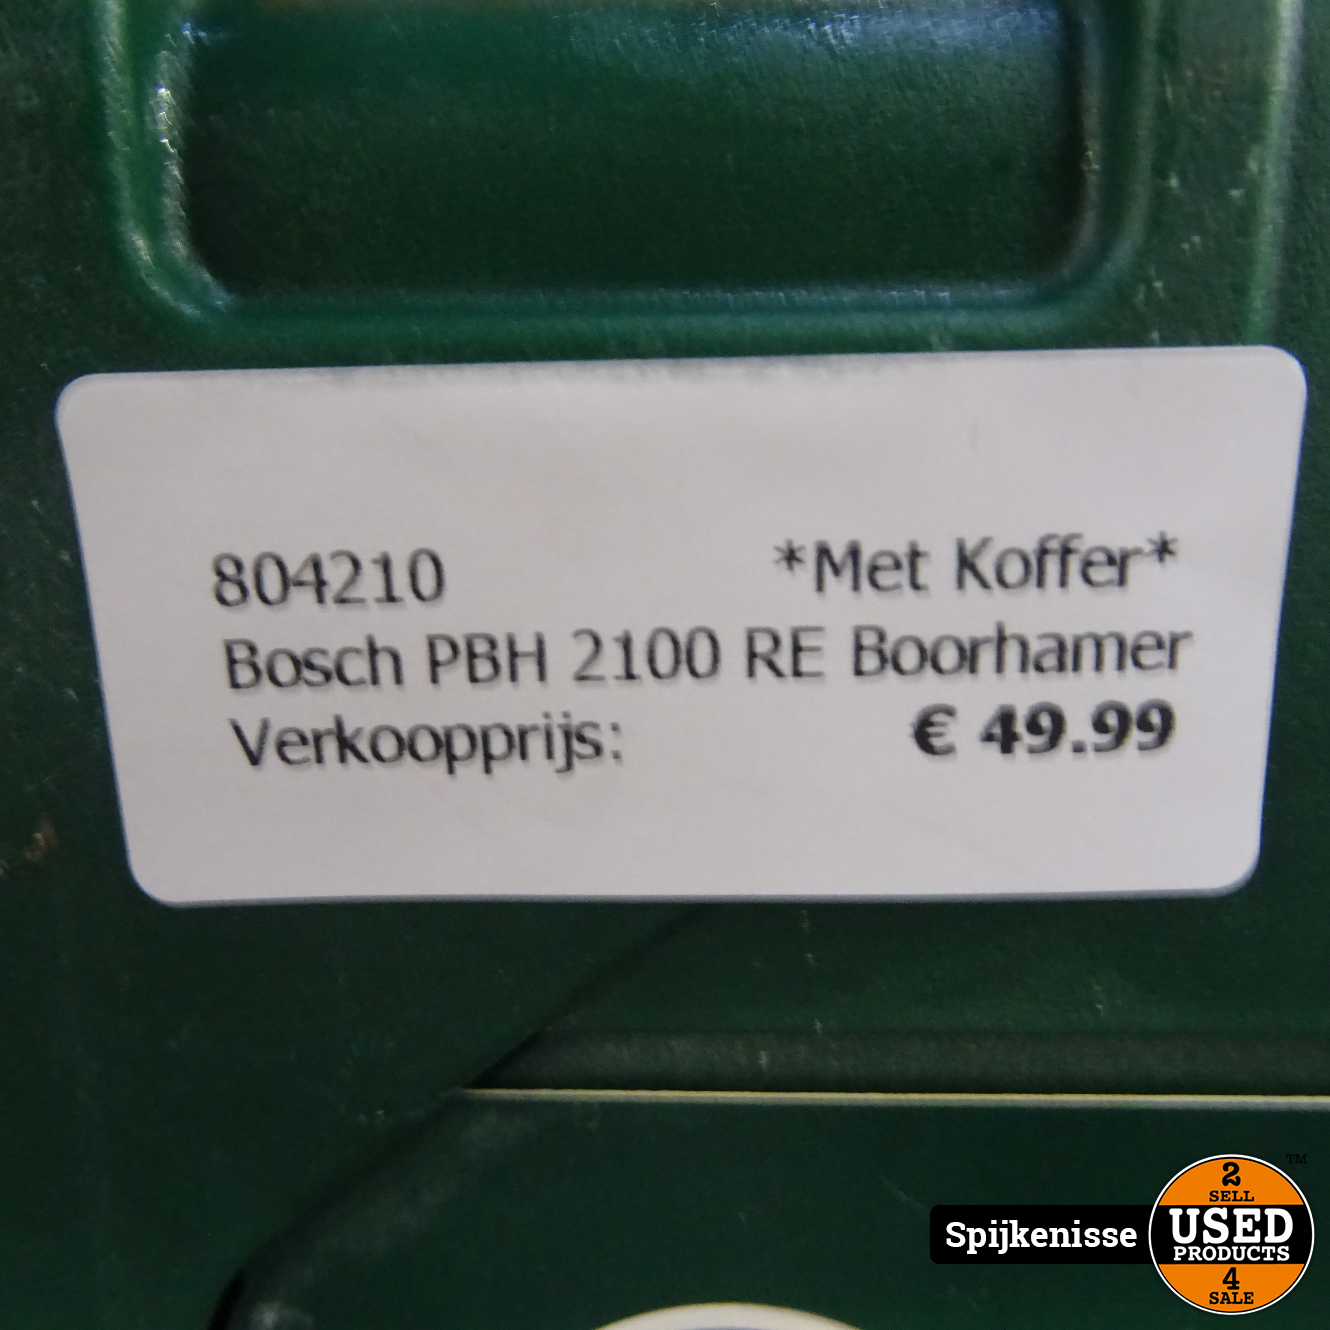 804210 *Met Koffer*
Bosch PBH 2100 RE Boorhamer
Verkoopprijs: € 49.99
Spijkenisse
2
SELL
USED
PRODUCTS
4
SALE
TM